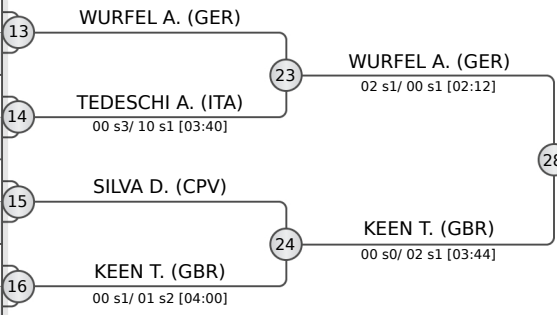 WURFEL A. (GER)
13
23
WURFEL A. (GER)
02 s1/ 00 s1 [02:12]
TEDESCHI A. (ITA)
14
00 s3/ 10 s1 [03:40]
28
SILVA D. (CPV)
15
24
KEEN T. (GBR)
00 s0/ 02 s1 [03:44]
KEEN T. (GBR)
16
00 s1/ 01 s2 [04:00]